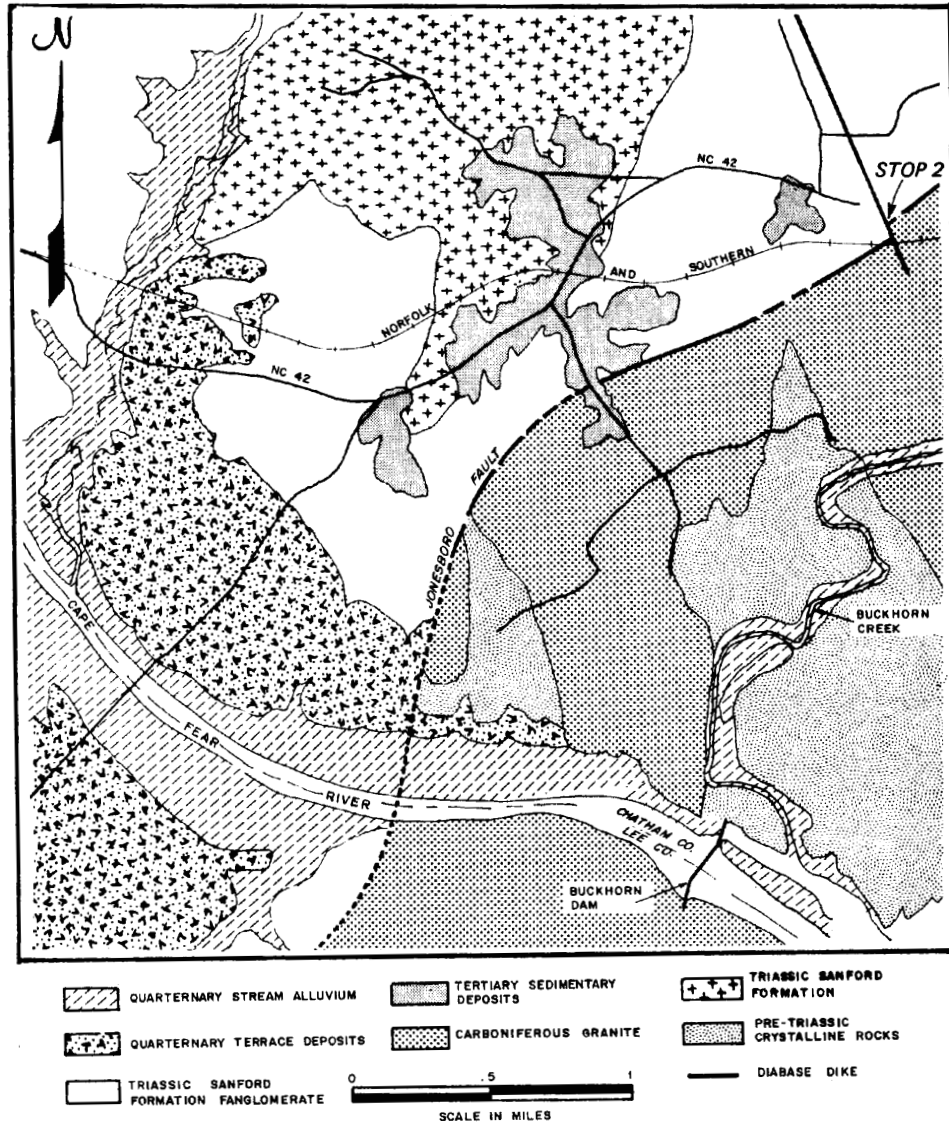 N
NC 42
STOP 2
NORFOLK AND SOUTHERN
NC 42
JONESBORO FAULT
BUCKHORN
CREEK
CAPE FEAR RIVER
CHATHAM CO.
LEE CO.
BUCKHORN
DAM
QUARTERNARY STREAM ALLUVIUM
TERTIARY SEDIMENTARY
DEPOSITS
TRIASSIC SANFORD
FORMATION
QUARTERNARY TERRACE DEPOSITS
CARBONIFEROUS GRANITE
PRE-TRIASSIC
CRYSTALLINE ROCKS
TRIASSIC SANFORD
FORMATION FANGLOMERATE
0 .5 1
SCALE IN MILES
DIABASE DIKE